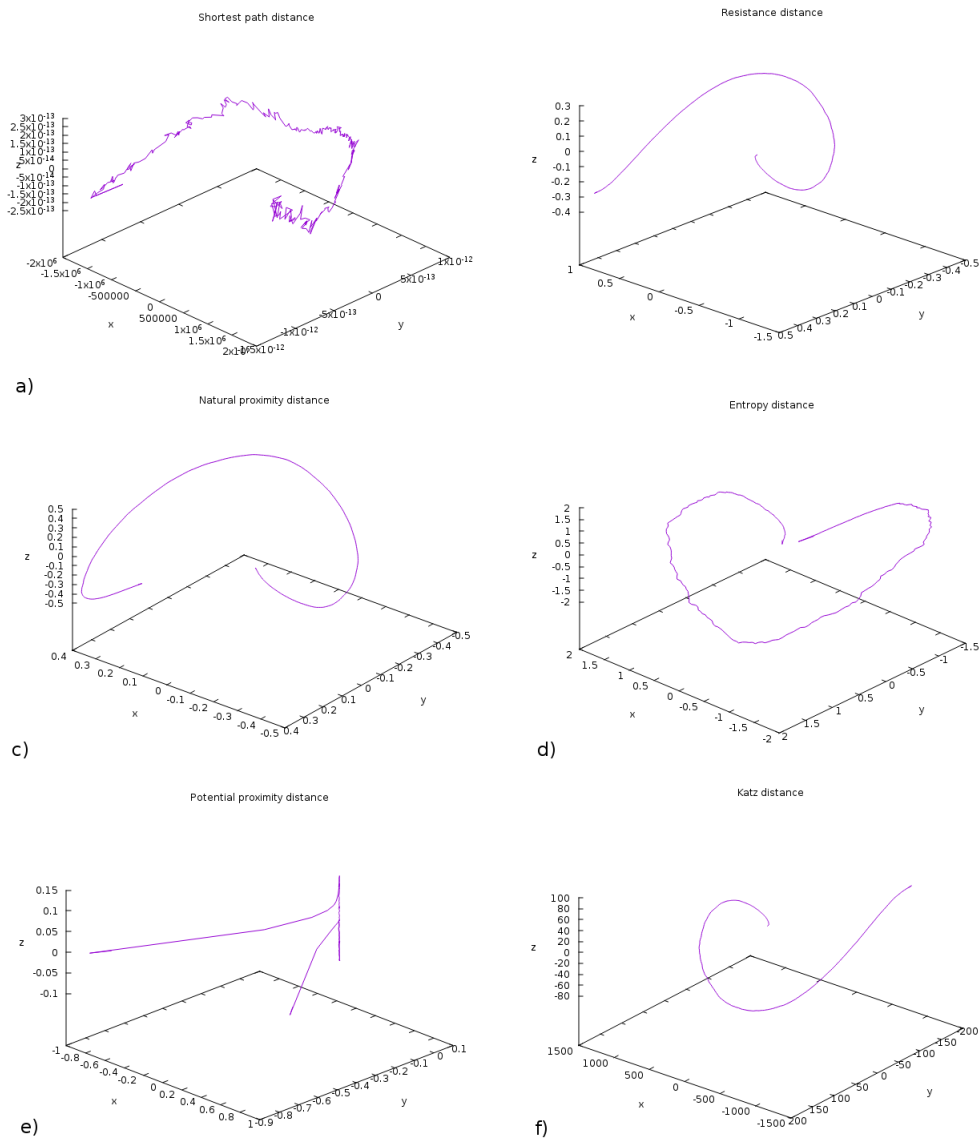 Shortest path distance
3x10⁻¹³
2.5x10⁻¹³
2x10⁻¹³
1.5x10⁻¹³
1x10⁻¹³
5x10⁻¹⁴
z 0
-5x10⁻¹⁴
-1x10⁻¹³
-1.5x10⁻¹³
-2x10⁻¹³
-2.5x10⁻¹³
-2x10⁶
-1.5x10⁶
-1x10⁶
-500000
0
500000
1x10⁶
1.5x10⁶
x
-1x10⁻¹²
-5x10⁻¹³
0
5x10⁻¹³
1x10⁻¹²
y
a)
Resistance distance
0.3
0.2
0.1
z 0
-0.1
-0.2
-0.3
-0.4
1
0.5
0
-0.5
-1
-1.5
x
0.5
0.4
0.3
0.2
0.1
0
-0.1
-0.2
-0.3
-0.4
-0.5
y
Natural proximity distance
0.5
0.4
0.3
0.2
0.1
z 0
-0.1
-0.2
-0.3
-0.4
-0.5
0.4
0.3
0.2
0.1
0
-0.1
-0.2
-0.3
-0.4
-0.5
x
0.4
0.3
0.2
0.1
0
-0.1
-0.2
-0.3
-0.4
-0.5
y
c)
Entropy distance
2
1.5
1
0.5
z 0
-0.5
-1
-1.5
-2
2
1.5
1
0.5
0
-0.5
-1
-1.5
-2
x
2
1.5
1
0.5
0
-0.5
-1
-1.5
y
d)
Potential proximity distance
0.15
0.1
0.05
z 0
-0.05
-0.1
-1
-0.8
-0.6
-0.4
-0.2
0
0.2
0.4
0.6
0.8
1
x
-0.9
-0.8
-0.7
-0.6
-0.5
-0.4
-0.3
-0.2
-0.1
0
0.1
y
e)
Katz distance
100
80
60
40
z 20
0
-20
-40
-60
-80
1500
1000
500
0
-500
-1000
-1500
x
200
150
100
50
0
-50
-100
-150
-200
y
f)